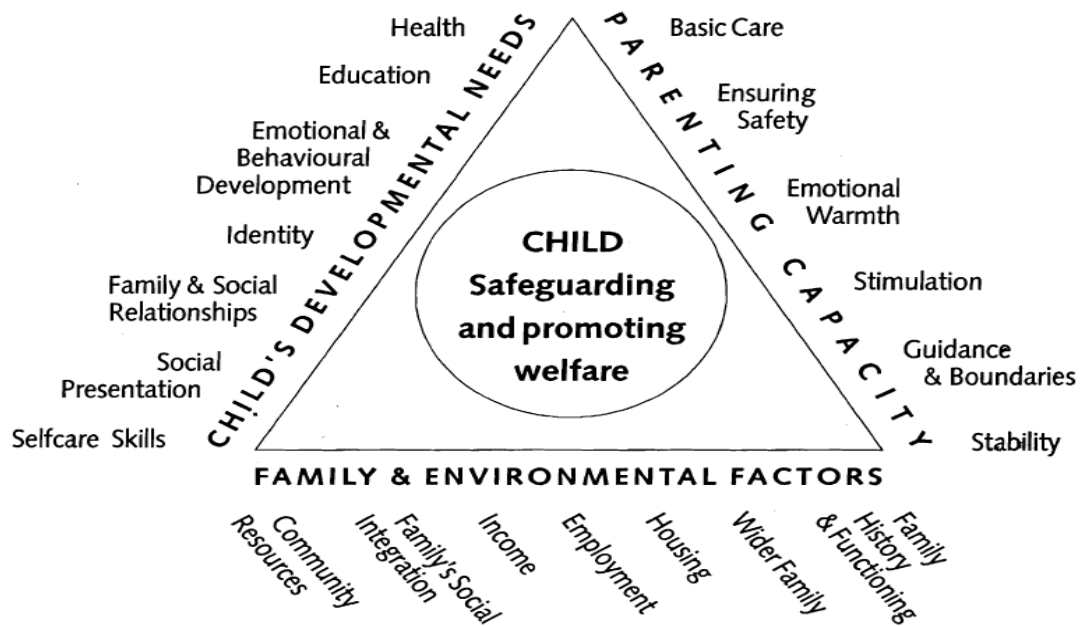 Health
Education
Emotional &
Behavioural
Development
Identity
Family & Social
Relationships
Social
Presentation
Selfcare Skills
CHILD'S DEVELOPMENTAL NEEDS
PARENTING CAPACITY
Basic Care
Ensuring
Safety
Emotional
Warmth
Stimulation
Guidance
& Boundaries
Stability
CHILD
Safeguarding
and promoting
welfare
FAMILY & ENVIRONMENTAL FACTORS
Community
Resources
Family's Social
Integration
Income
Employment
Housing
Wider Family
Family
History
& Functioning